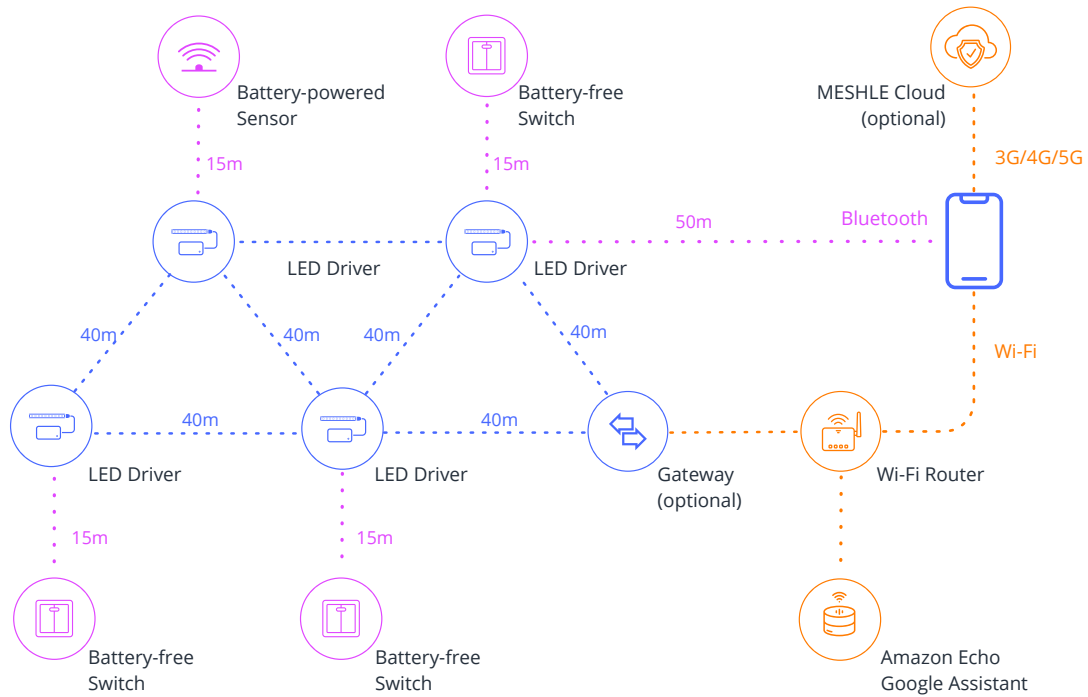 Battery-powered
Sensor
Battery-free
Switch
MESHLE Cloud
(optional)
15m
15m
3G/4G/5G
50m
Bluetooth
LED Driver
LED Driver
40m
40m
40m
40m
Wi-Fi
40m
40m
LED Driver
LED Driver
Gateway
(optional)
Wi-Fi Router
15m
15m
Battery-free
Switch
Battery-free
Switch
Amazon Echo
Google Assistant